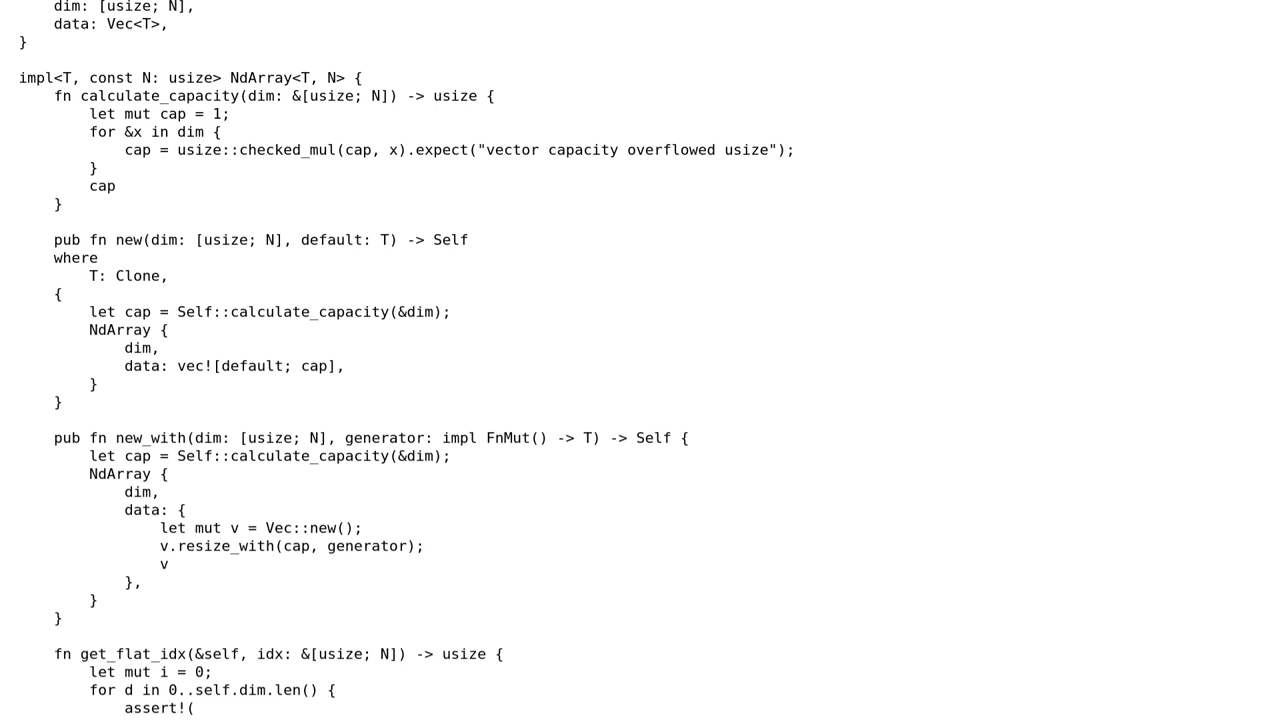 dim: [usize; N],
    data: Vec<T>,
}

impl<T, const N: usize> NdArray<T, N> {
    fn calculate_capacity(dim: &[usize; N]) -> usize {
        let mut cap = 1;
        for &x in dim {
            cap = usize::checked_mul(cap, x).expect("vector capacity overflowed usize");
        }
        cap
    }

    pub fn new(dim: [usize; N], default: T) -> Self
    where
        T: Clone,
    {
        let cap = Self::calculate_capacity(&dim);
        NdArray {
            dim,
            data: vec![default; cap],
        }
    }

    pub fn new_with(dim: [usize; N], generator: impl FnMut() -> T) -> Self {
        let cap = Self::calculate_capacity(&dim);
        NdArray {
            dim,
            data: {
                let mut v = Vec::new();
                v.resize_with(cap, generator);
                v
            },
        }
    }

    fn get_flat_idx(&self, idx: &[usize; N]) -> usize {
        let mut i = 0;
        for d in 0..self.dim.len() {
            assert!(